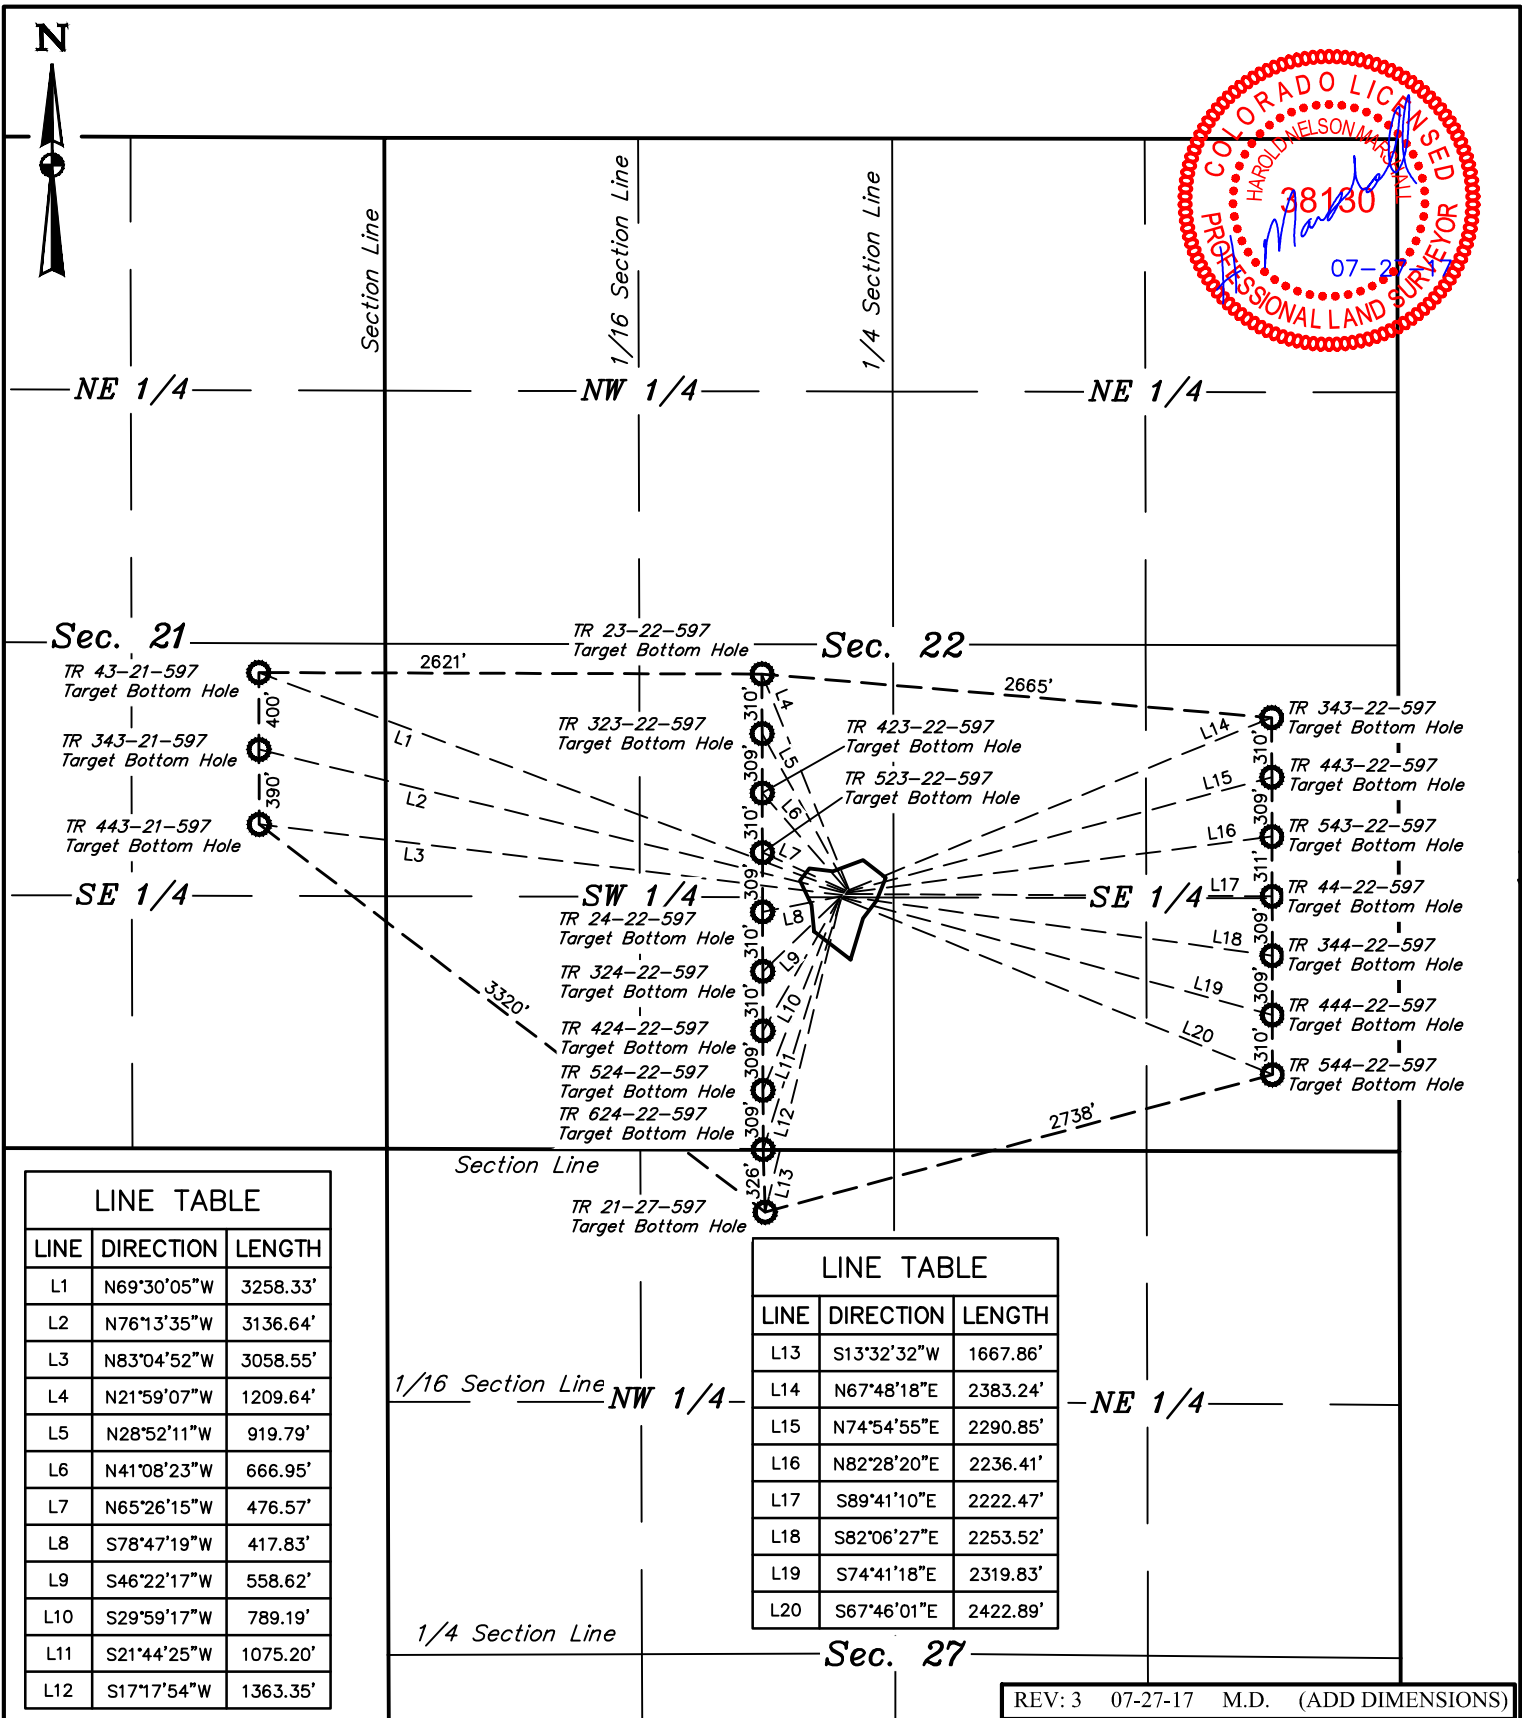 N
COLORADO LICENSED
PROFESSIONAL LAND SURVEYOR
HAROLD NELSON MARSHALL
38130
07-27-17
Section Line
1/16 Section Line
1/4 Section Line
NE 1/4
NW 1/4
NE 1/4
Sec. 21
Sec. 22
TR 23-22-597
Target Bottom Hole
TR 43-21-597
Target Bottom Hole
2621'
2665'
400'
TR 343-21-597
Target Bottom Hole
390'
TR 443-21-597
Target Bottom Hole
L1
L2
L3
310'
L4
TR 323-22-597
Target Bottom Hole
309'
L5
TR 423-22-597
Target Bottom Hole
TR 523-22-597
Target Bottom Hole
310'
L6
L7
309'
L14
TR 343-22-597
Target Bottom Hole
310'
L15
TR 443-22-597
Target Bottom Hole
309'
L16
TR 543-22-597
Target Bottom Hole
311'
SE 1/4
SW 1/4
SE 1/4
L17
TR 44-22-597
Target Bottom Hole
TR 24-22-597
Target Bottom Hole
L8
310'
309'
L18
TR 344-22-597
Target Bottom Hole
TR 324-22-597
Target Bottom Hole
L9
310'
309'
L19
TR 444-22-597
Target Bottom Hole
3320'
TR 424-22-597
Target Bottom Hole
L10
309'
L20
310'
TR 524-22-597
Target Bottom Hole
L11
TR 544-22-597
Target Bottom Hole
TR 624-22-597
Target Bottom Hole
309'
L12
2738'
Section Line
326'
L13
TR 21-27-597
Target Bottom Hole
LINE TABLE
LINE DIRECTION LENGTH
L1 N69°30'05"W 3258.33'
L2 N76°13'35"W 3136.64'
L3 N83°04'52"W 3058.55'
L4 N21°59'07"W 1209.64'
L5 N28°52'11"W 919.79'
L6 N41°08'23"W 666.95'
L7 N65°26'15"W 476.57'
L8 S78°47'19"W 417.83'
L9 S46°22'17"W 558.62'
L10 S29°59'17"W 789.19'
L11 S21°44'25"W 1075.20'
L12 S17°17'54"W 1363.35'
LINE TABLE
LINE DIRECTION LENGTH
L13 S13°32'32"W 1667.86'
L14 N67°48'18"E 2383.24'
L15 N74°54'55"E 2290.85'
L16 N82°28'20"E 2236.41'
L17 S89°41'10"E 2222.47'
L18 S82°06'27"E 2253.52'
L19 S74°41'18"E 2319.83'
L20 S67°46'01"E 2422.89'
1/16 Section Line
NW 1/4
NE 1/4
1/4 Section Line
Sec. 27
REV: 3 07-27-17 M.D. (ADD DIMENSIONS)